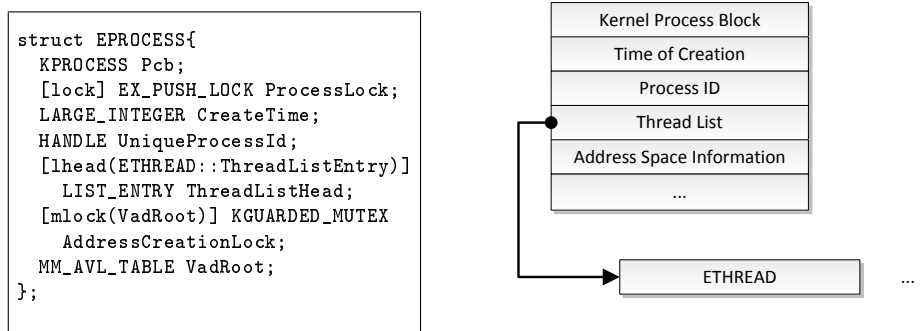 struct EPROCESS{
KPROCESS Pcb;
[lock] EX_PUSH_LOCK ProcessLock;
LARGE_INTEGER CreateTime;
HANDLE UniqueProcessId;
[lhead(ETHREAD::ThreadListEntry)]
LIST_ENTRY ThreadListHead;
[mlock(VadRoot)] KGUARDED_MUTEX
AddressCreationLock;
MM_AVL_TABLE VadRoot;
};
Kernel Process Block
Time of Creation
Process ID
Thread List
Address Space Information
...
ETHREAD
...